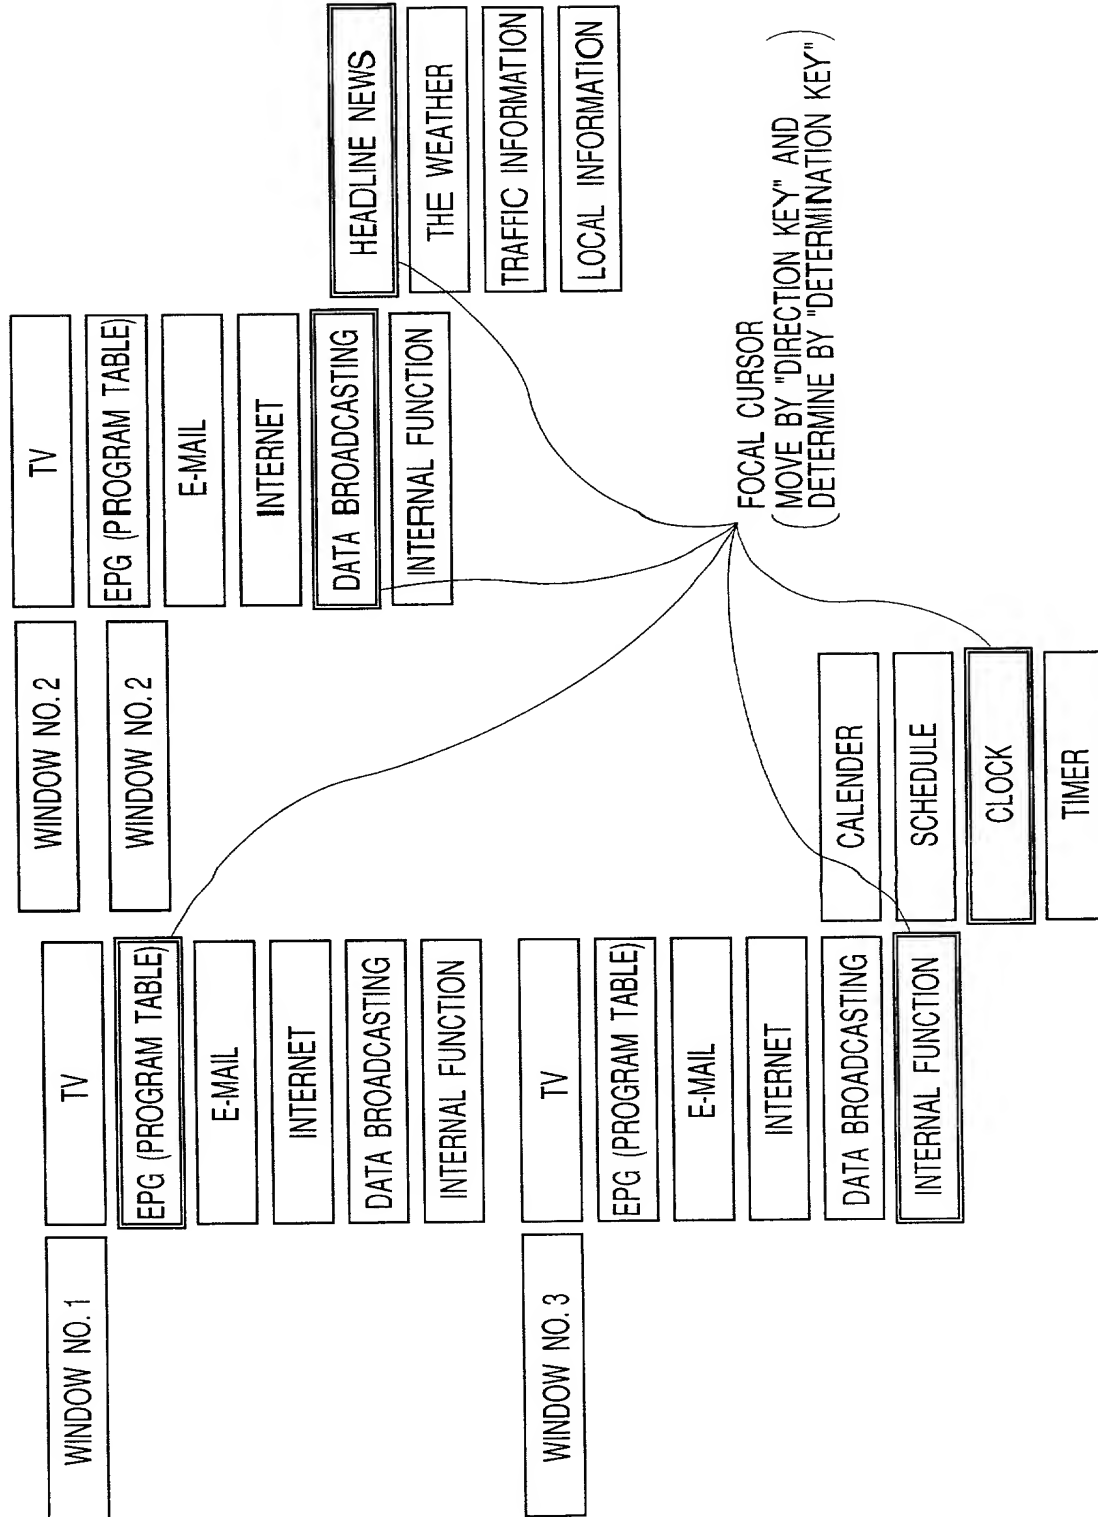 WINDOW NO. 1
TV
EPG (PROGRAM TABLE)
E-MAIL
INTERNET
DATA BROADCASTING
INTERNAL FUNCTION
WINDOW NO. 2
WINDOW NO. 2
TV
EPG (PROGRAM TABLE)
E-MAIL
INTERNET
DATA BROADCASTING
INTERNAL FUNCTION
HEADLINE NEWS
THE WEATHER
TRAFFIC INFORMATION
LOCAL INFORMATION
WINDOW NO. 3
TV
EPG (PROGRAM TABLE)
E-MAIL
INTERNET
DATA BROADCASTING
INTERNAL FUNCTION
CALENDER
SCHEDULE
CLOCK
TIMER
FOCAL CURSOR
(MOVE BY "DIRECTION KEY" AND
DETERMINE BY "DETERMINATION KEY")